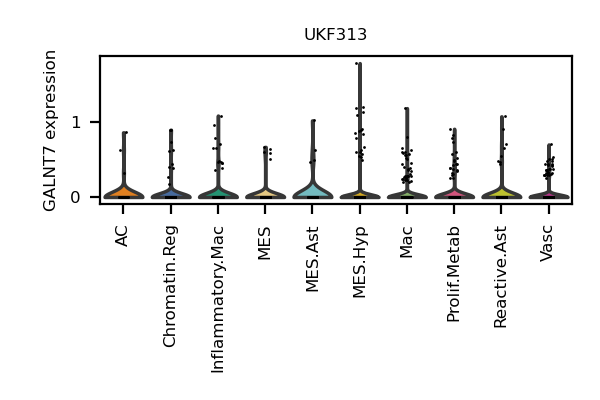 UKF313
GALNT7 expression
1
0
AC
Chromatin.Reg
Inflammatory.Mac
MES
MES.Ast
MES.Hyp
Mac
Prolif.Metab
Reactive.Ast
Vasc